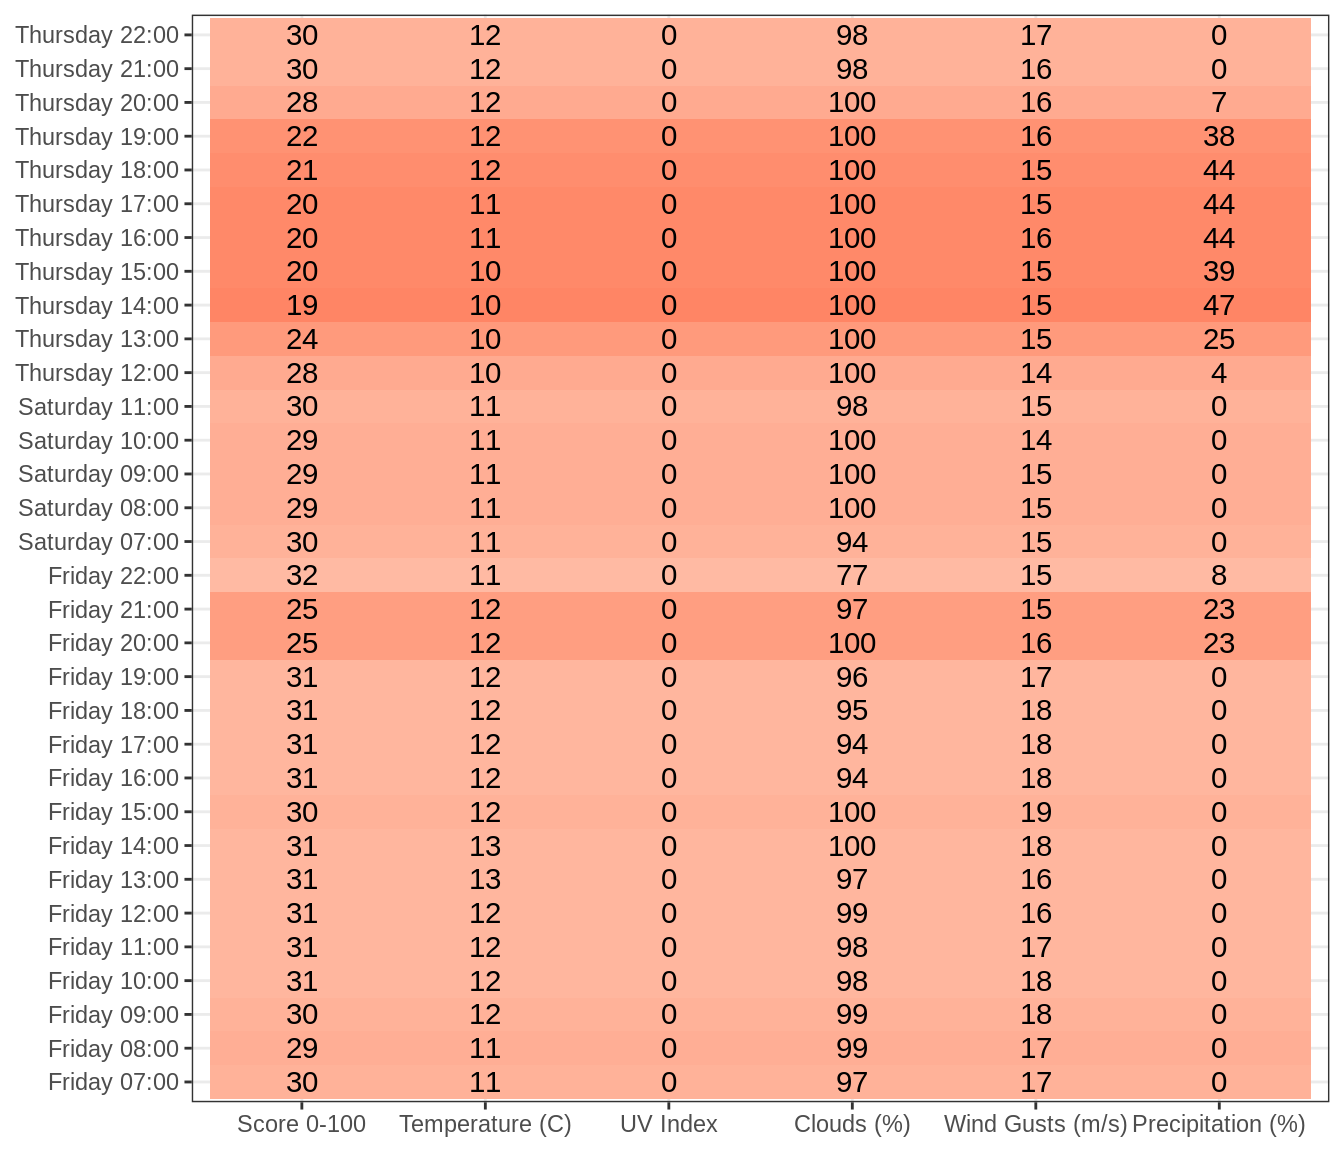 Thursday 22:00 30 12 0 98 17 0
Thursday 21:00 30 12 0 98 16 0
Thursday 20:00 28 12 0 100 16 7
Thursday 19:00 22 12 0 100 16 38
Thursday 18:00 21 12 0 100 15 44
Thursday 17:00 20 11 0 100 15 44
Thursday 16:00 20 11 0 100 16 44
Thursday 15:00 20 10 0 100 15 39
Thursday 14:00 19 10 0 100 15 47
Thursday 13:00 24 10 0 100 15 25
Thursday 12:00 28 10 0 100 14 4
Saturday 11:00 30 11 0 98 15 0
Saturday 10:00 29 11 0 100 14 0
Saturday 09:00 29 11 0 100 15 0
Saturday 08:00 29 11 0 100 15 0
Saturday 07:00 30 11 0 94 15 0
Friday 22:00 32 11 0 77 15 8
Friday 21:00 25 12 0 97 15 23
Friday 20:00 25 12 0 100 16 23
Friday 19:00 31 12 0 96 17 0
Friday 18:00 31 12 0 95 18 0
Friday 17:00 31 12 0 94 18 0
Friday 16:00 31 12 0 94 18 0
Friday 15:00 30 12 0 100 19 0
Friday 14:00 31 13 0 100 18 0
Friday 13:00 31 13 0 97 16 0
Friday 12:00 31 12 0 99 16 0
Friday 11:00 31 12 0 98 17 0
Friday 10:00 31 12 0 98 18 0
Friday 09:00 30 12 0 99 18 0
Friday 08:00 29 11 0 99 17 0
Friday 07:00 30 11 0 97 17 0
Score 0-100 Temperature (C) UV Index Clouds (%) Wind Gusts (m/s) Precipitation (%)